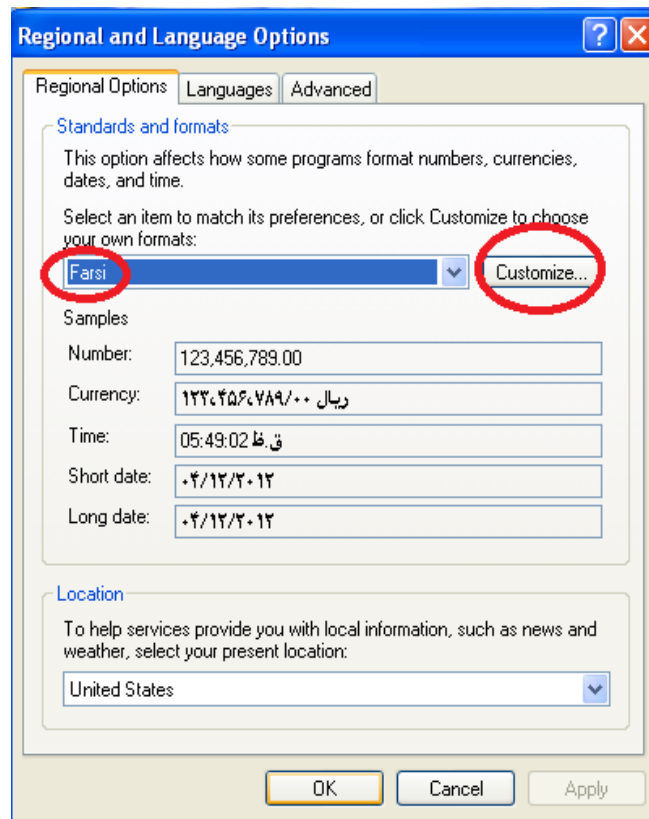 Regional and Language Options
Regional Options Languages Advanced
Standards and formats
This option affects how some programs format numbers, currencies,
dates, and time.
Select an item to match its preferences, or click Customize to choose
your own formats:
Farsi Customize...
Samples
Number: 123,456,789.00
Currency: ریال ۱۲۳،۴۵۶،۷۸۹/۰۰
Time: 05:49:02 ق.ظ
Short date: ۰۴/۱۲/۲۰۱۲
Long date: ۰۴/۱۲/۲۰۱۲
Location
To help services provide you with local information, such as news and
weather, select your present location:
United States
OK Cancel Apply